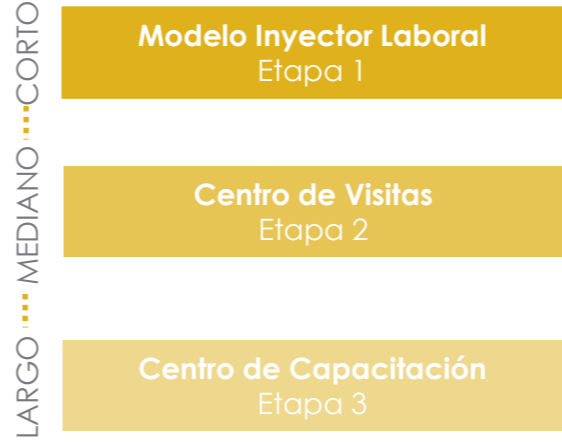 CORTO
Modelo Inyector Laboral
Etapa 1
MEDIANO
Centro de Visitas
Etapa 2
LARGO
Centro de Capacitación
Etapa 3